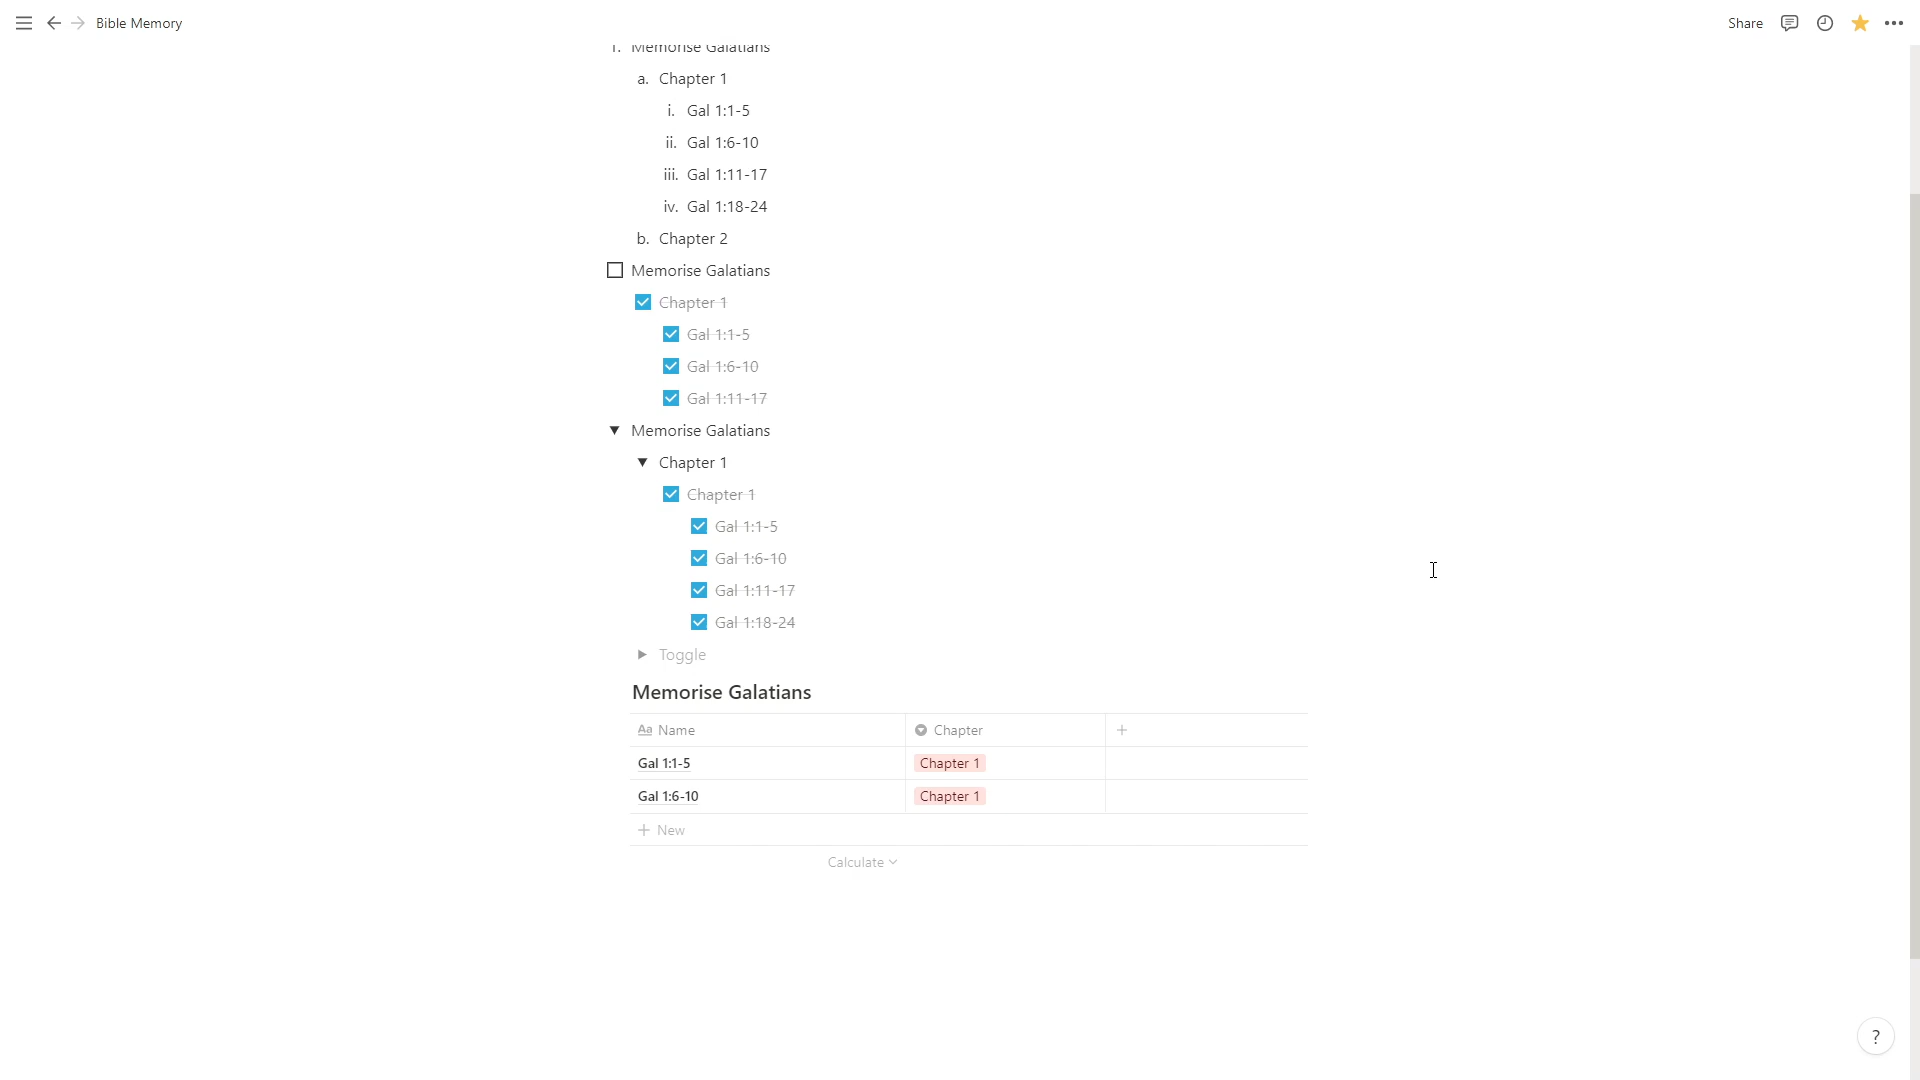 Bible Memory
Share
1. Memorise Galatians
a. Chapter 1
i. Gal 1:1-5
ii. Gal 1:6-10
iii. Gal 1:11-17
iv. Gal 1:18-24
b. Chapter 2
Memorise Galatians
Chapter 1
Gal 1:1-5
Gal 1:6-10
Gal 1:11-17
Memorise Galatians
Chapter 1
Chapter 1
Gal 1:1-5
Gal 1:6-10
Gal 1:11-17
Gal 1:18-24
Toggle
Memorise Galatians
Aa Name Chapter +
Gal 1:1-5 Chapter 1
Gal 1:6-10 Chapter 1
+ New
Calculate
?